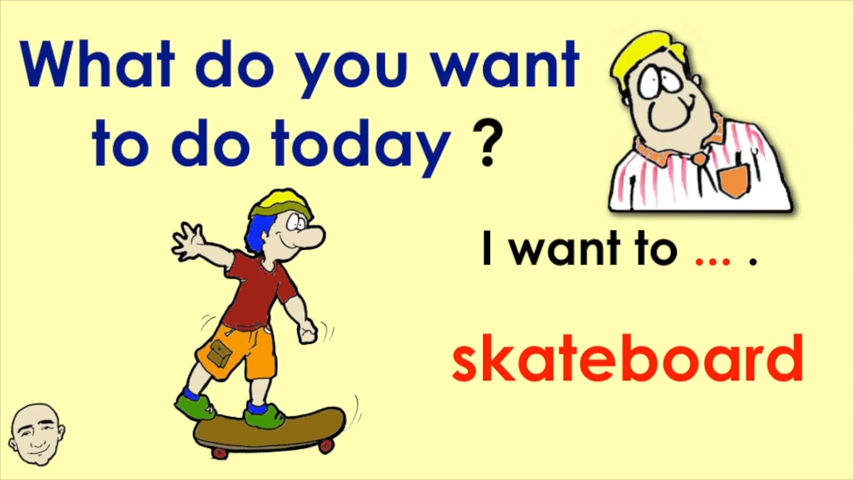 What do you want
to do today ?
I want to ... .
skateboard